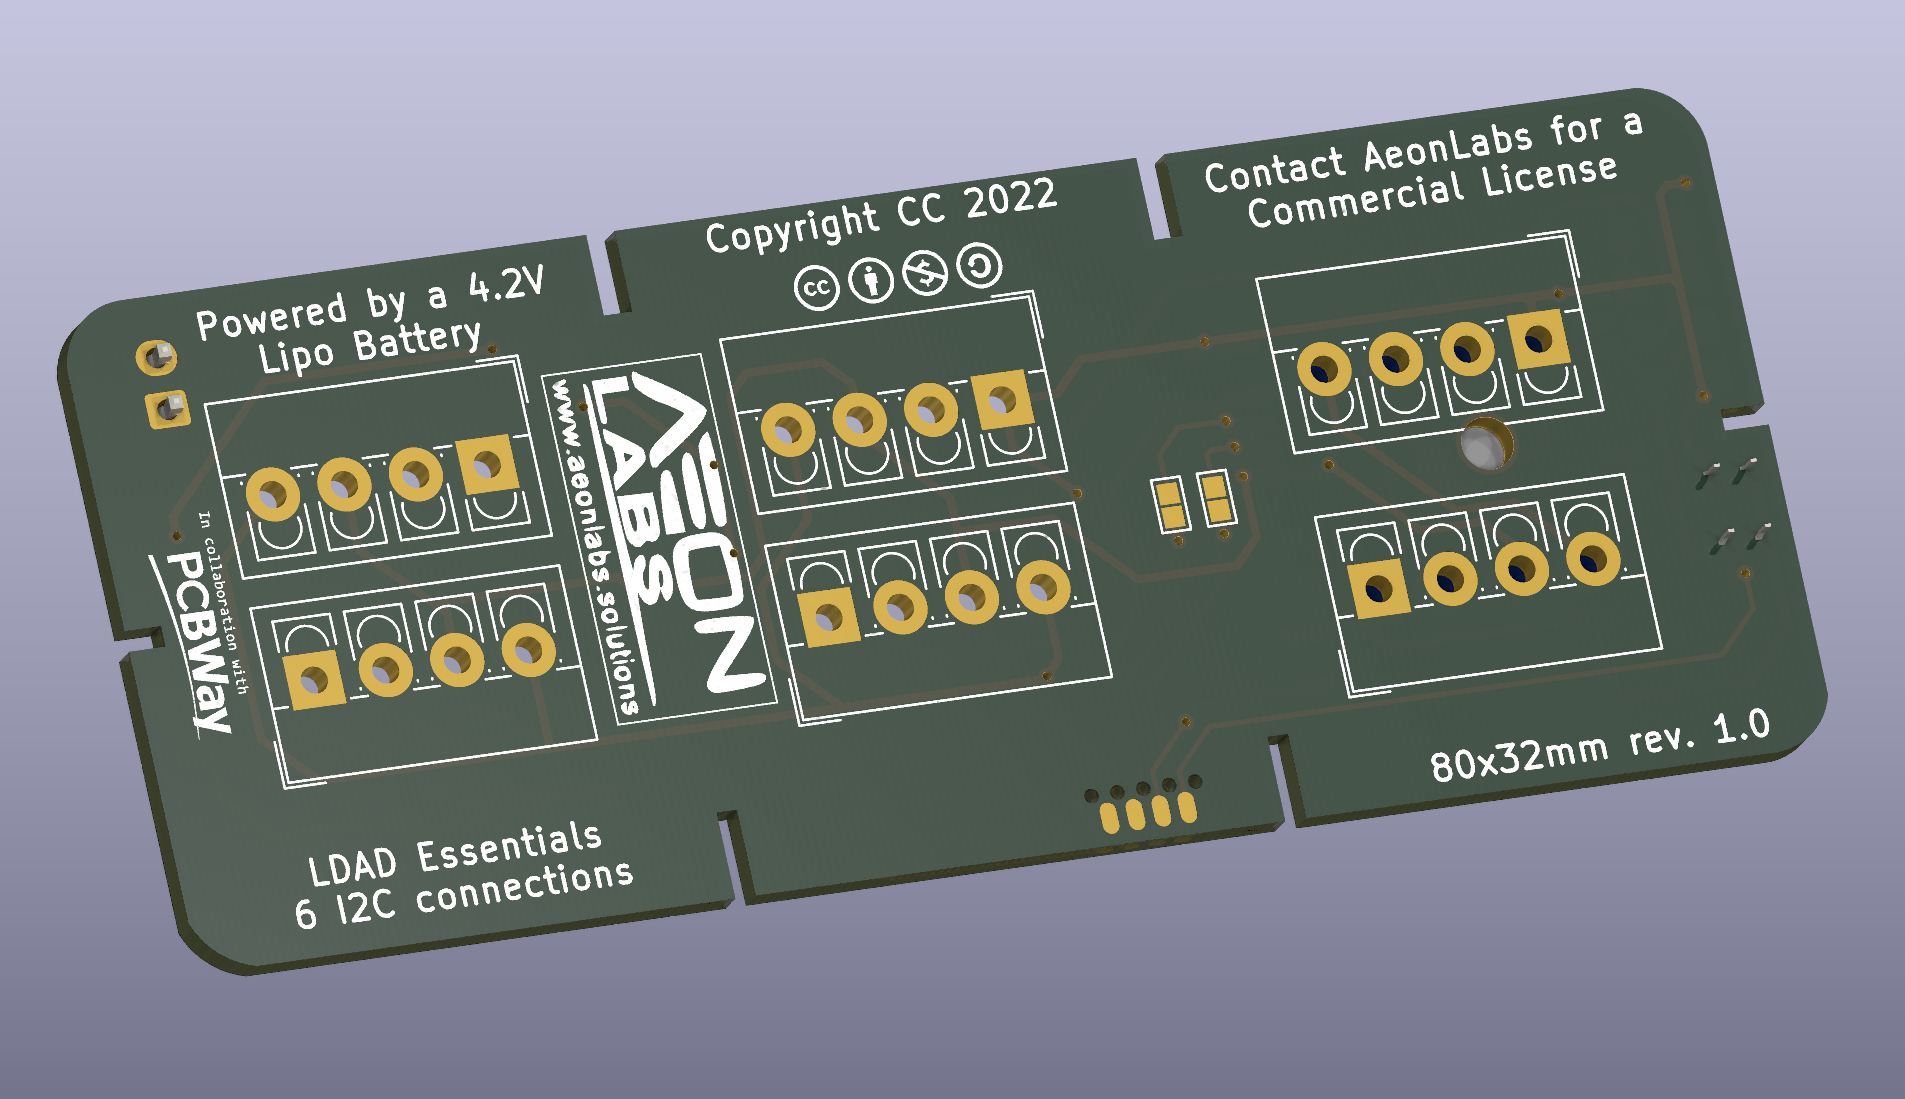 Powered by a 4.2V
Lipo Battery
Copyright CC 2022
cc
Contact AeonLabs for a
Commercial License
AEON
LABS
www.aeonlabs.solutions
In collaboration with
PCBWay
LDAD Essentials
6 I2C connections
80x32mm rev. 1.0